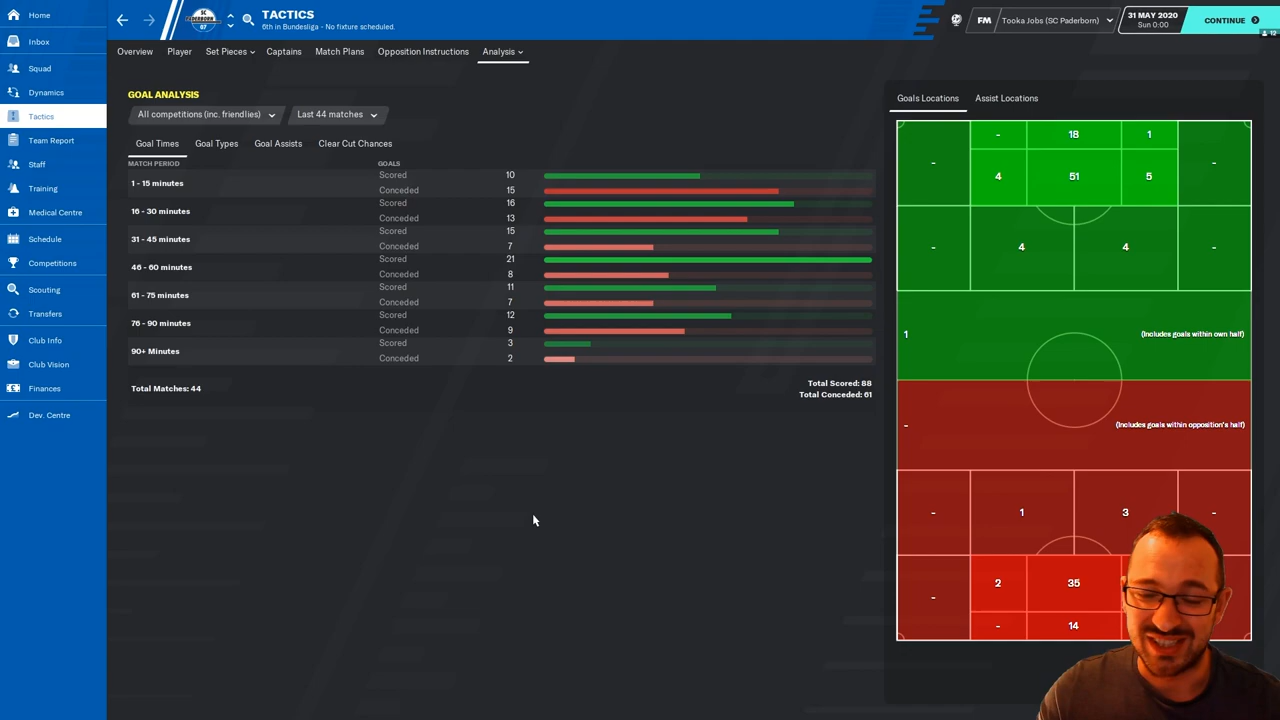 Home
Inbox
Squad
Dynamics
Tactics
Team Report
Staff
Training
Medical Centre
Schedule
Competitions
Scouting
Transfers
Club Info
Club Vision
Finances
Dev. Centre
TACTICS
6th in Bundesliga - No fixture scheduled.
FM Tooka Jobs (SC Paderborn)
31 MAY 2020
Sun 0:00
CONTINUE
12
Overview Player Set Pieces Captains Match Plans Opposition Instructions Analysis
GOAL ANALYSIS
All competitions (inc. friendlies) Last 44 matches
Goal Times Goal Types Goal Assists Clear Cut Chances
MATCH PERIOD GOALS
1 - 15 minutes
Scored 10
Conceded 15
16 - 30 minutes
Scored 16
Conceded 13
31 - 45 minutes
Scored 15
Conceded 7
46 - 60 minutes
Scored 21
Conceded 8
61 - 75 minutes
Scored 11
Conceded 7
76 - 90 minutes
Scored 12
Conceded 9
90+ Minutes
Scored 3
Conceded 2
Total Matches: 44
Total Scored: 88
Total Conceded: 61
Goals Locations Assist Locations
- 18 1
- -
4 51 5
- 4 4 -
1 (Includes goals within own half)
- (Includes goals within opposition's half)
- 1 3 -
2 35
-
- 14